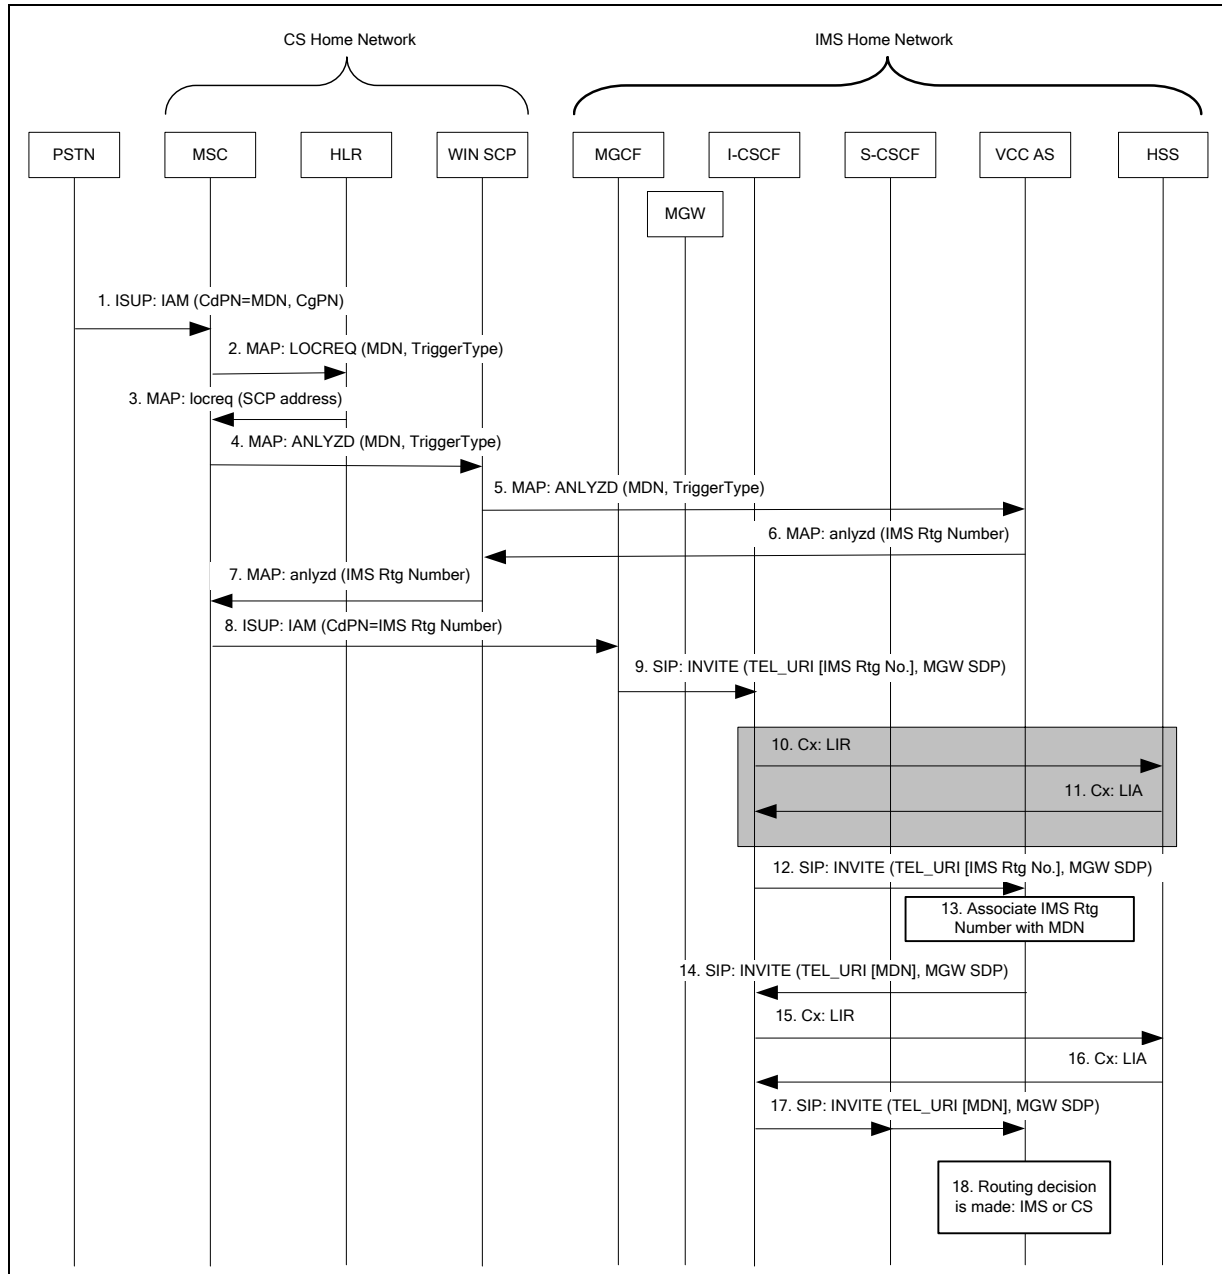 CS Home Network
IMS Home Network
PSTN
MSC
HLR
WIN SCP
MGCF
I-CSCF
S-CSCF
VCC AS
HSS
MGW
1. ISUP: IAM (CdPN=MDN, CgPN)
2. MAP: LOCREQ (MDN, TriggerType)
3. MAP: locreq (SCP address)
4. MAP: ANLYZD (MDN, TriggerType)
5. MAP: ANLYZD (MDN, TriggerType)
6. MAP: anlyzd (IMS Rtg Number)
7. MAP: anlyzd (IMS Rtg Number)
8. ISUP: IAM (CdPN=IMS Rtg Number)
9. SIP: INVITE (TEL_URI [IMS Rtg No.], MGW SDP)
10. Cx: LIR
11. Cx: LIA
12. SIP: INVITE (TEL_URI [IMS Rtg No.], MGW SDP)
13. Associate IMS Rtg
Number with MDN
14. SIP: INVITE (TEL_URI [MDN], MGW SDP)
15. Cx: LIR
16. Cx: LIA
17. SIP: INVITE (TEL_URI [MDN], MGW SDP)
18. Routing decision
is made: IMS or CS